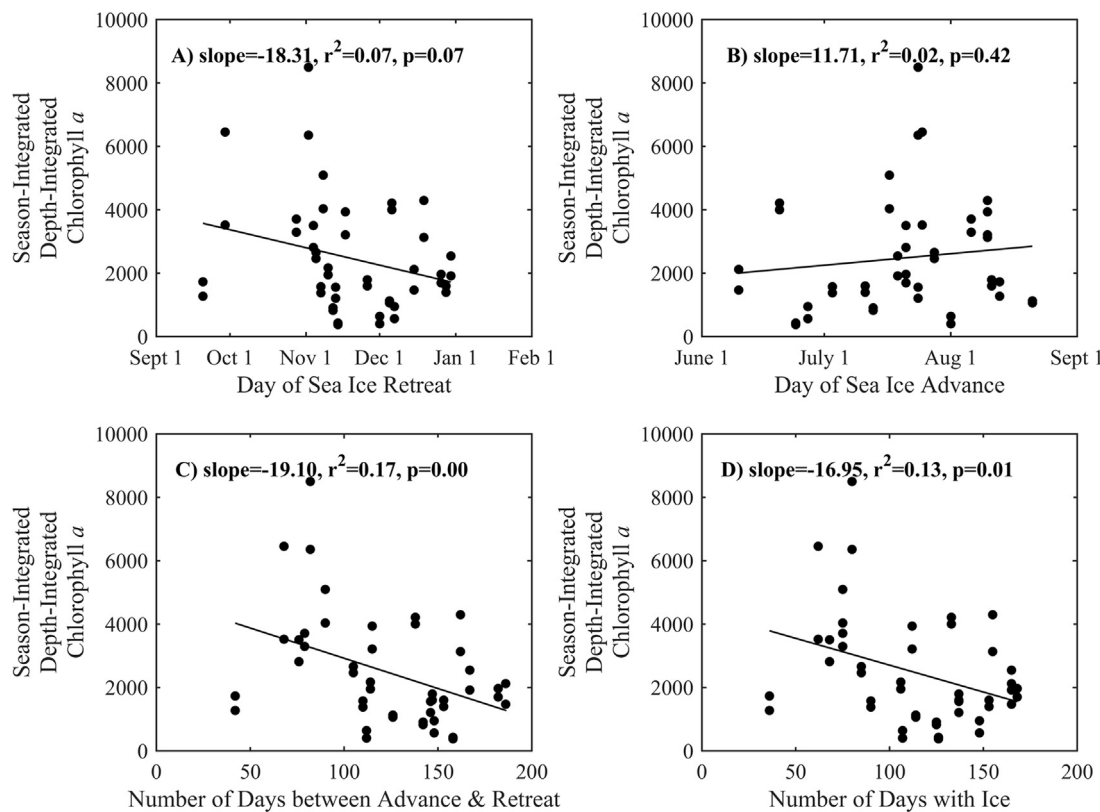 A) slope=-18.31, r²=0.07, p=0.07
Season-Integrated
Depth-Integrated
Chlorophyll a
10000
8000
6000
4000
2000
0
Sept 1 Oct 1 Nov 1 Dec 1 Jan 1 Feb 1
Day of Sea Ice Retreat
B) slope=11.71, r²=0.02, p=0.42
Season-Integrated
Depth-Integrated
Chlorophyll a
10000
8000
6000
4000
2000
0
June 1 July 1 Aug 1 Sept 1
Day of Sea Ice Advance
C) slope=-19.10, r²=0.17, p=0.00
Season-Integrated
Depth-Integrated
Chlorophyll a
10000
8000
6000
4000
2000
0
0 50 100 150 200
Number of Days between Advance & Retreat
D) slope=-16.95, r²=0.13, p=0.01
Season-Integrated
Depth-Integrated
Chlorophyll a
10000
8000
6000
4000
2000
0
0 50 100 150 200
Number of Days with Ice